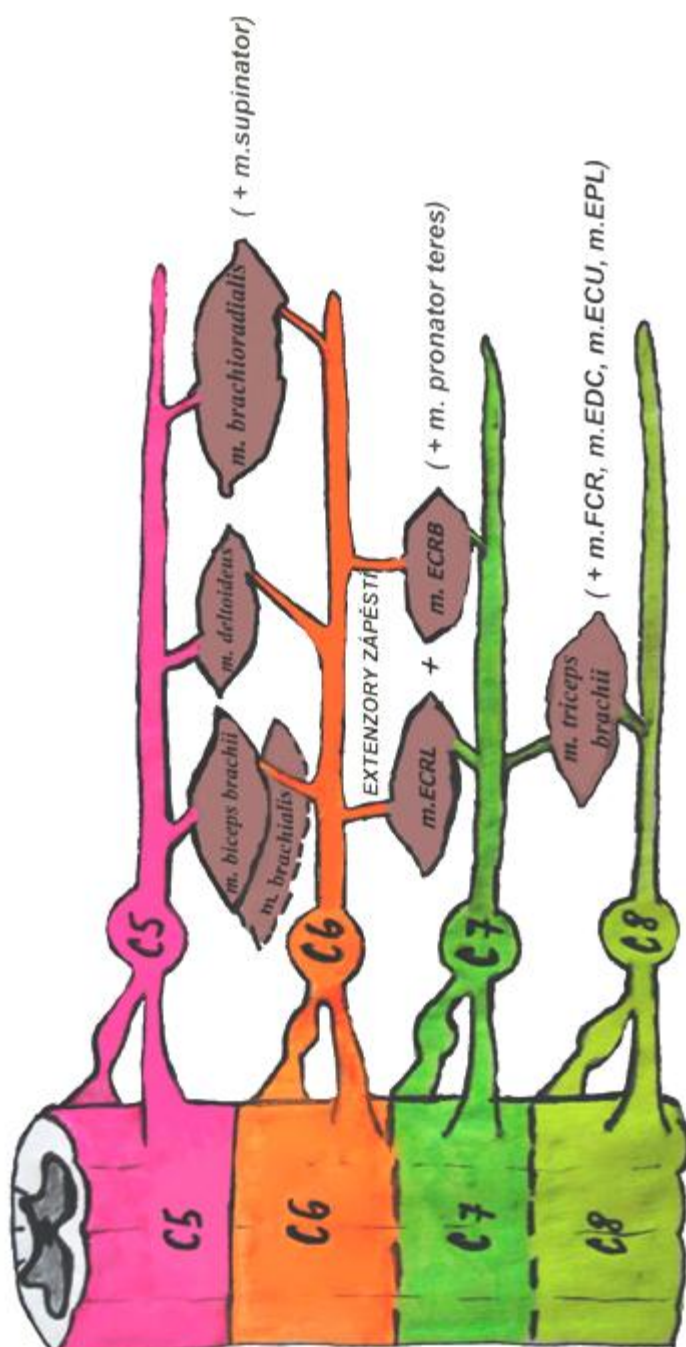 C5
C5
m. biceps brachii
m. brachialis
m. deltoideus
m. brachioradialis
( + m.supinator)
C6
C6
EXTENZORY ZÁPĚSTÍ
m.ECRL
+
m. ECRB
( + m. pronator teres)
C7
C7
m. triceps
brachii
( + m.FCR, m.EDC, m.ECU, m.EPL)
C8
C8